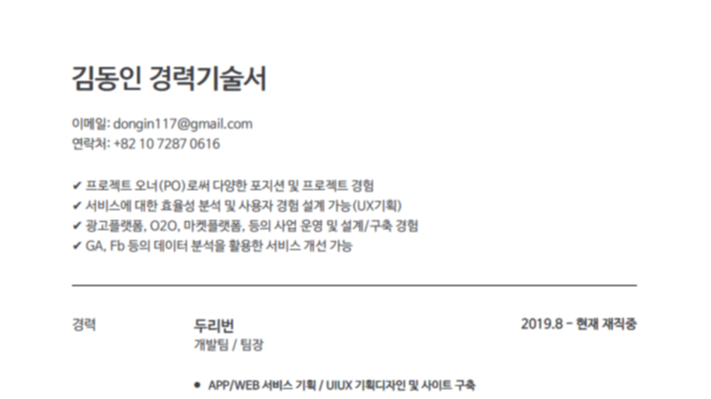 김동인 경력기술서
이메일: dongin117@gmail.com
연락처: +82 10 7287 0616
✔ 프로젝트 오너(PO)로써 다양한 포지션 및 프로젝트 경험
✔ 서비스에 대한 효율성 분석 및 사용자 경험 설계 가능(UX기획)
✔ 광고플랫폼, O2O, 마켓플랫폼, 등의 사업 운영 및 설계/구축 경험
✔ GA, Fb 등의 데이터 분석을 활용한 서비스 개선 가능
경력 두리번 2019.8 – 현재 재직중
개발팀 / 팀장
● APP/WEB 서비스 기획 / UIUX 기획디자인 및 사이트 구축